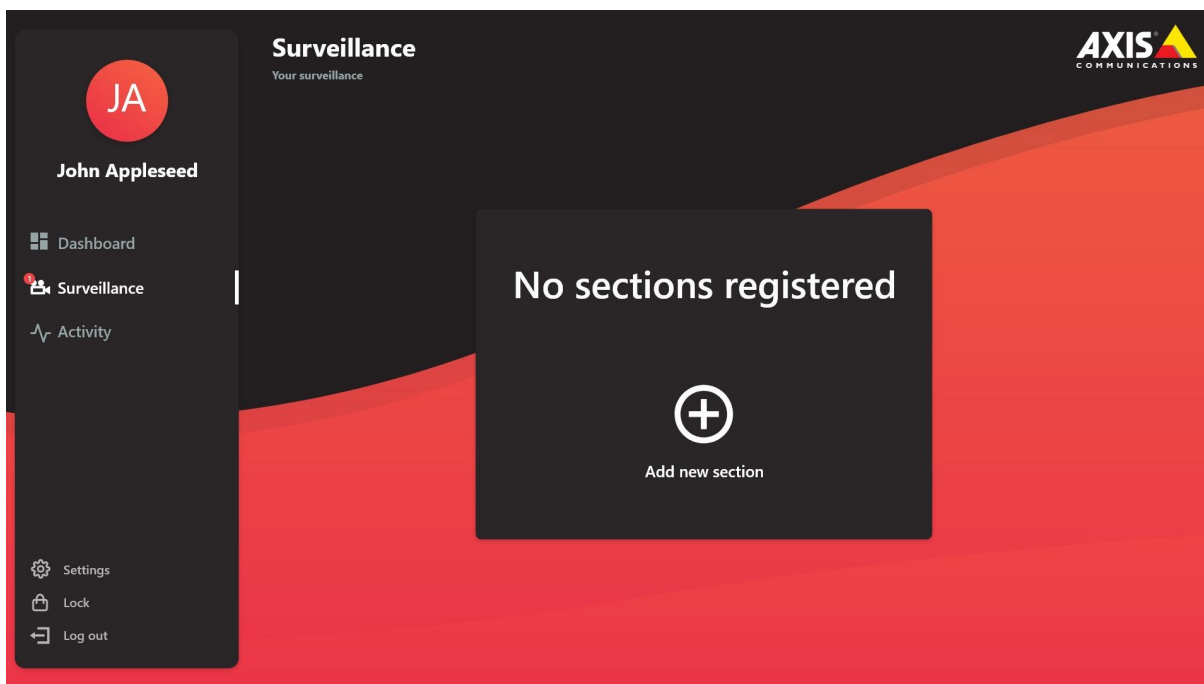 JA
John Appleseed
Dashboard
1
Surveillance
Activity
Settings
Lock
Log out
Surveillance
Your surveillance
AXIS
COMMUNICATIONS
No sections registered
Add new section